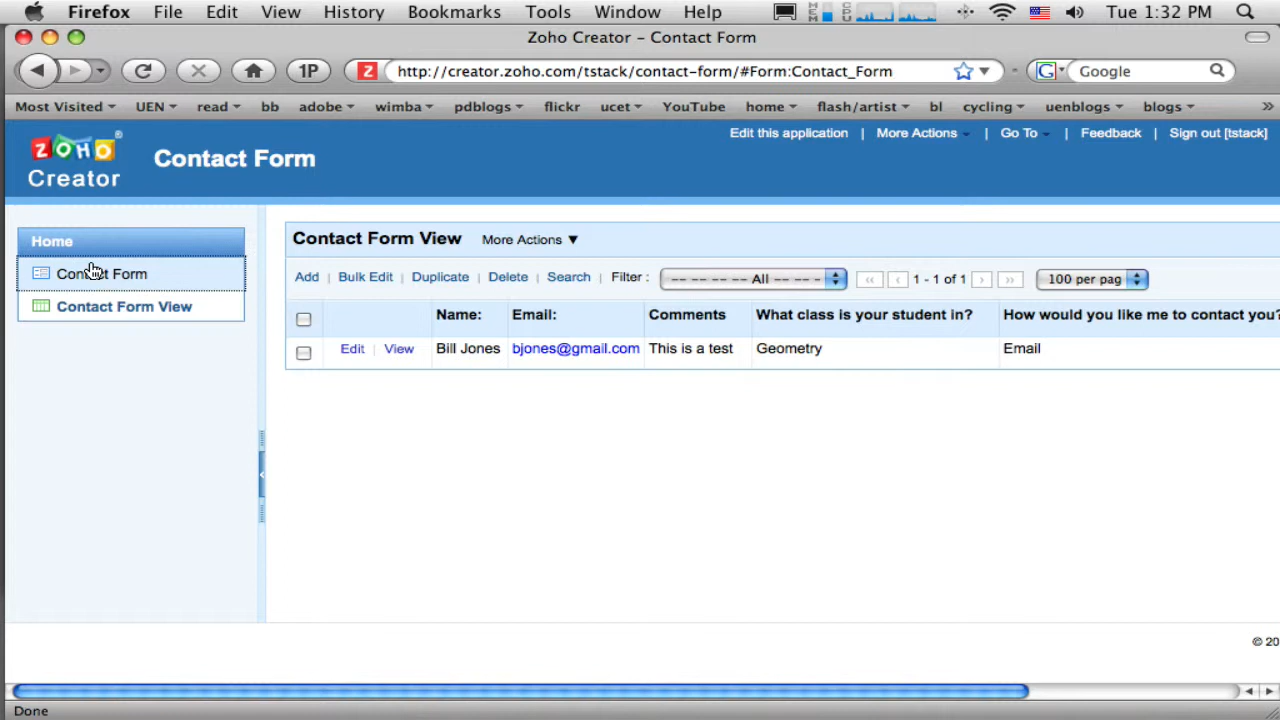 Firefox File Edit View History Bookmarks Tools Window Help MEM CPU Tue 1:32 PM
Zoho Creator – Contact Form
1P Z http://creator.zoho.com/tstack/contact-form/#Form:Contact_Form G Google
Most Visited UEN read bb adobe wimba pdblogs flickr ucet YouTube home flash/artist bl cycling uenblogs blogs »
Edit this application | More Actions | Go To | Feedback | Sign out [tstack]
ZOHO ®
Creator
Contact Form
Home
Contact Form
Contact Form View
Contact Form View More Actions ▼
Add | Bulk Edit | Duplicate | Delete | Search Filter : -- -- -- -- -- All -- -- -- - 1 - 1 of 1 100 per pag
Name: Email: Comments What class is your student in? How would you like me to contact you?
Edit | View Bill Jones bjones@gmail.com This is a test Geometry Email
© 20
Done